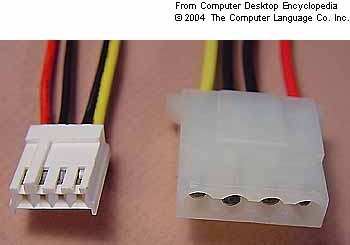 From Computer Desktop Encyclopedia
© 2004 The Computer Language Co. Inc.